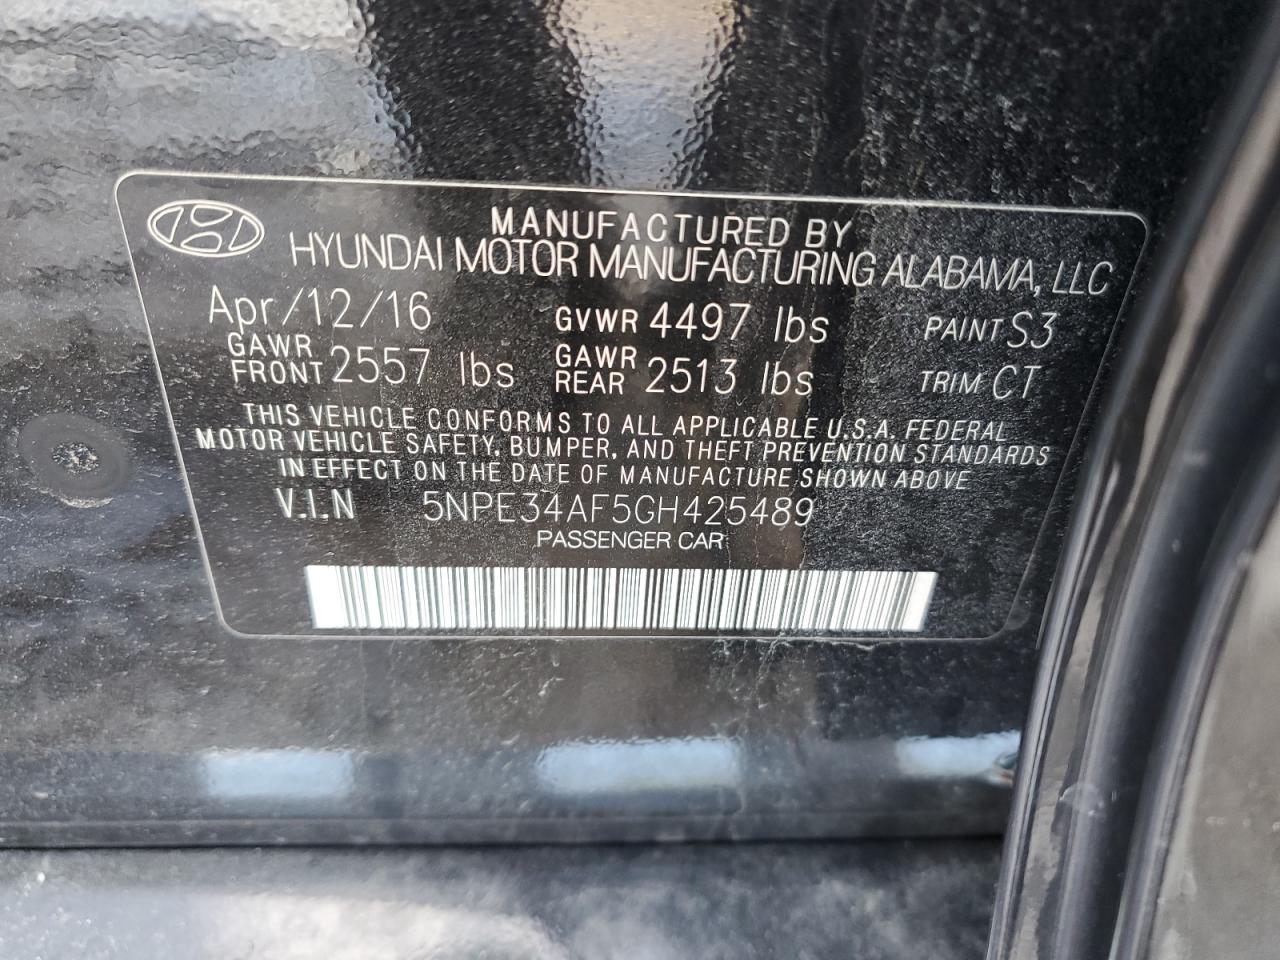 MANUFACTURED BY
HYUNDAI MOTOR MANUFACTURING ALABAMA, LLC
Apr/12/16 GVWR 4497 lbs PAINT S3
GAWR FRONT 2557 lbs GAWR REAR 2513 lbs TRIM CT
THIS VEHICLE CONFORMS TO ALL APPLICABLE U.S.A. FEDERAL
MOTOR VEHICLE SAFETY, BUMPER, AND THEFT PREVENTION STANDARDS
IN EFFECT ON THE DATE OF MANUFACTURE SHOWN ABOVE
V.I.N 5NPE34AF5GH425489
PASSENGER CAR